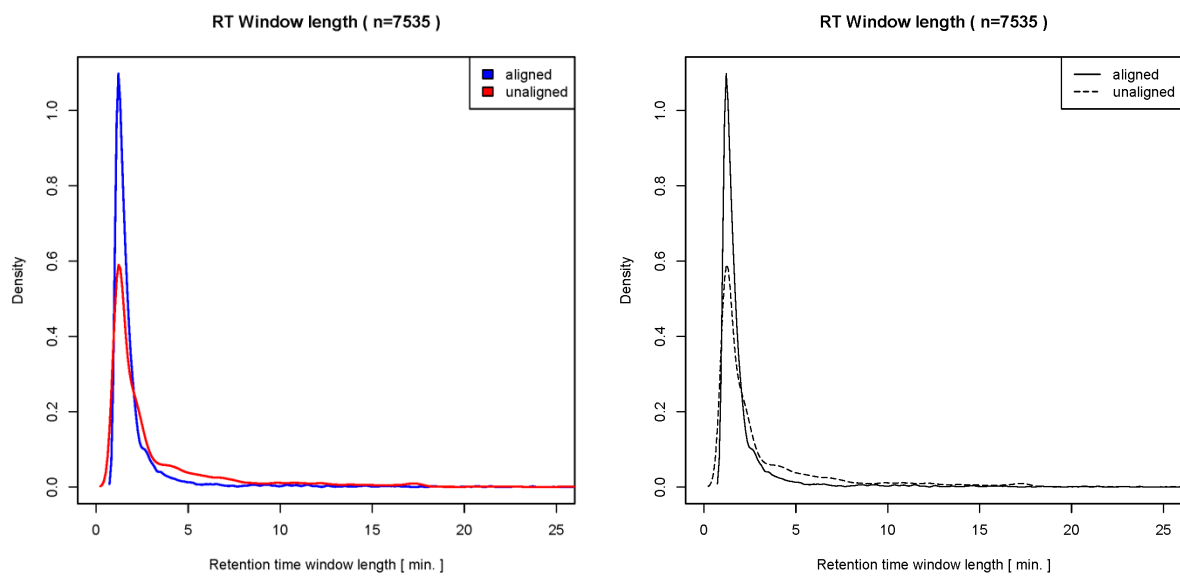 RT Window length ( n=7535 )
aligned
unaligned
Density
0.0 0.2 0.4 0.6 0.8 1.0
0 5 10 15 20 25
Retention time window length [ min. ]
RT Window length ( n=7535 )
aligned
unaligned
Density
0.0 0.2 0.4 0.6 0.8 1.0
0 5 10 15 20 25
Retention time window length [ min. ]